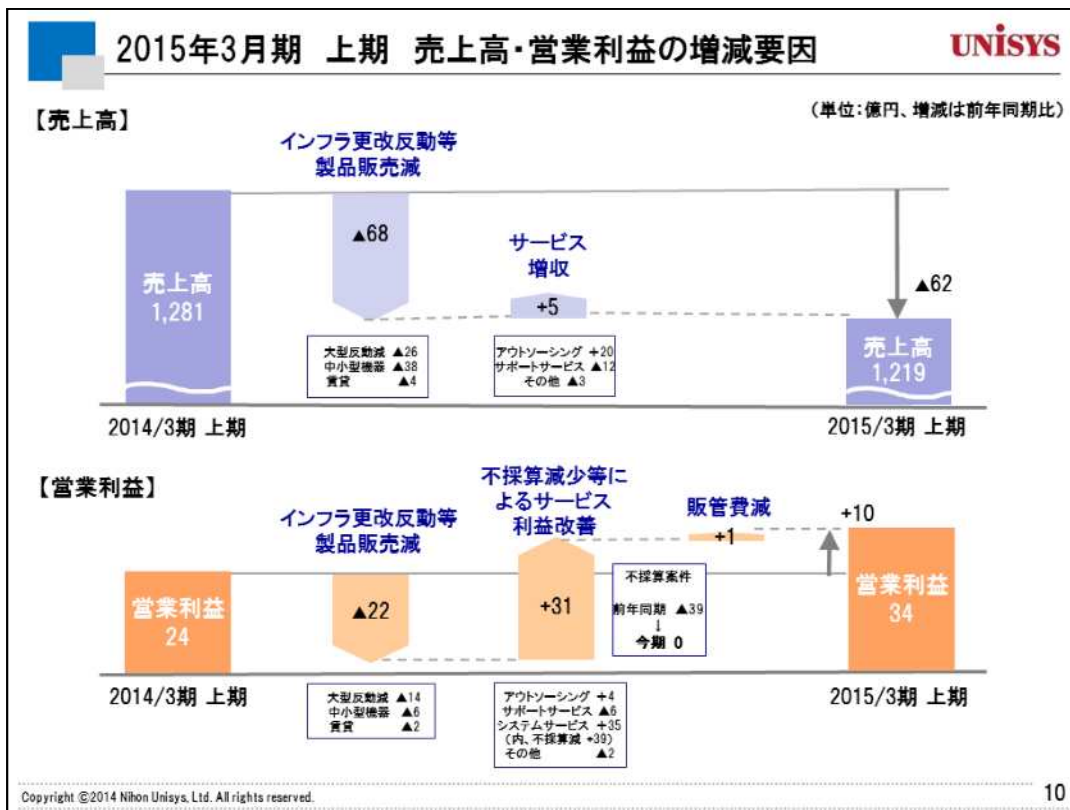 2015年3月期 上期 売上高・営業利益の増減要因
UNiSYS
(単位:億円、増減は前年同期比)
【売上高】
インフラ更改反動等
製品販売減
▲68
サービス
増収
+5
▲62
売上高
1,281
売上高
1,219
大型反動減 ▲26
中小型機器 ▲38
賃貸 ▲4
アウトソーシング +20
サポートサービス ▲12
その他 ▲3
2014/3期 上期
2015/3期 上期
【営業利益】
インフラ更改反動等
製品販売減
不採算減少等に
よるサービス
利益改善
販管費減
+1
+10
営業利益
24
▲22
+31
不採算案件
前年同期 ▲39
↓
今期 0
営業利益
34
2014/3期 上期
2015/3期 上期
大型反動減 ▲14
中小型機器 ▲6
賃貸 ▲2
アウトソーシング +4
サポートサービス ▲6
システムサービス +35
(内、不採算減 +39)
その他 ▲2
Copyright ©2014 Nihon Unisys, Ltd. All rights reserved.
10